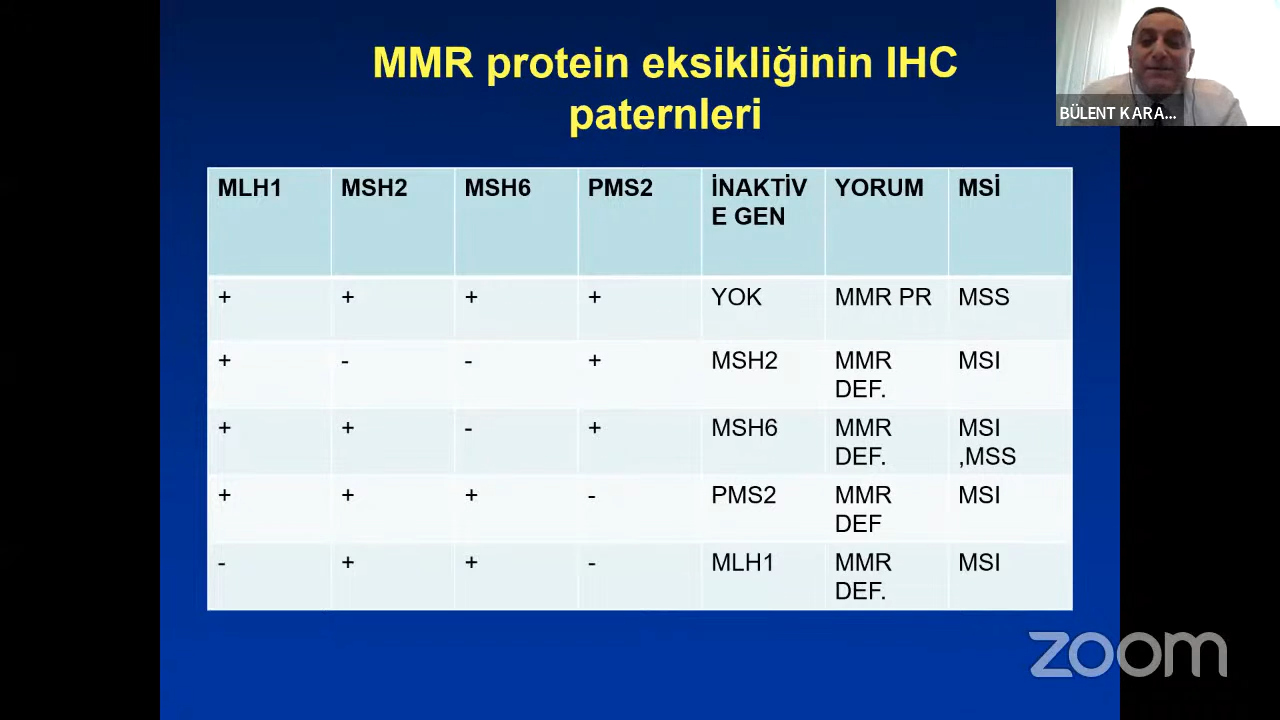 MMR protein eksikliğinin IHC
paternleri
BÜLENT KARA...
MLH1 MSH2 MSH6 PMS2 İNAKTİV YORUM MSİ
E GEN
+ + + + YOK MMR PR MSS
+ - - + MSH2 MMR MSI
DEF.
+ + - + MSH6 MMR MSI
DEF. ,MSS
+ + + - PMS2 MMR MSI
DEF
- + + - MLH1 MMR MSI
DEF.
zoom